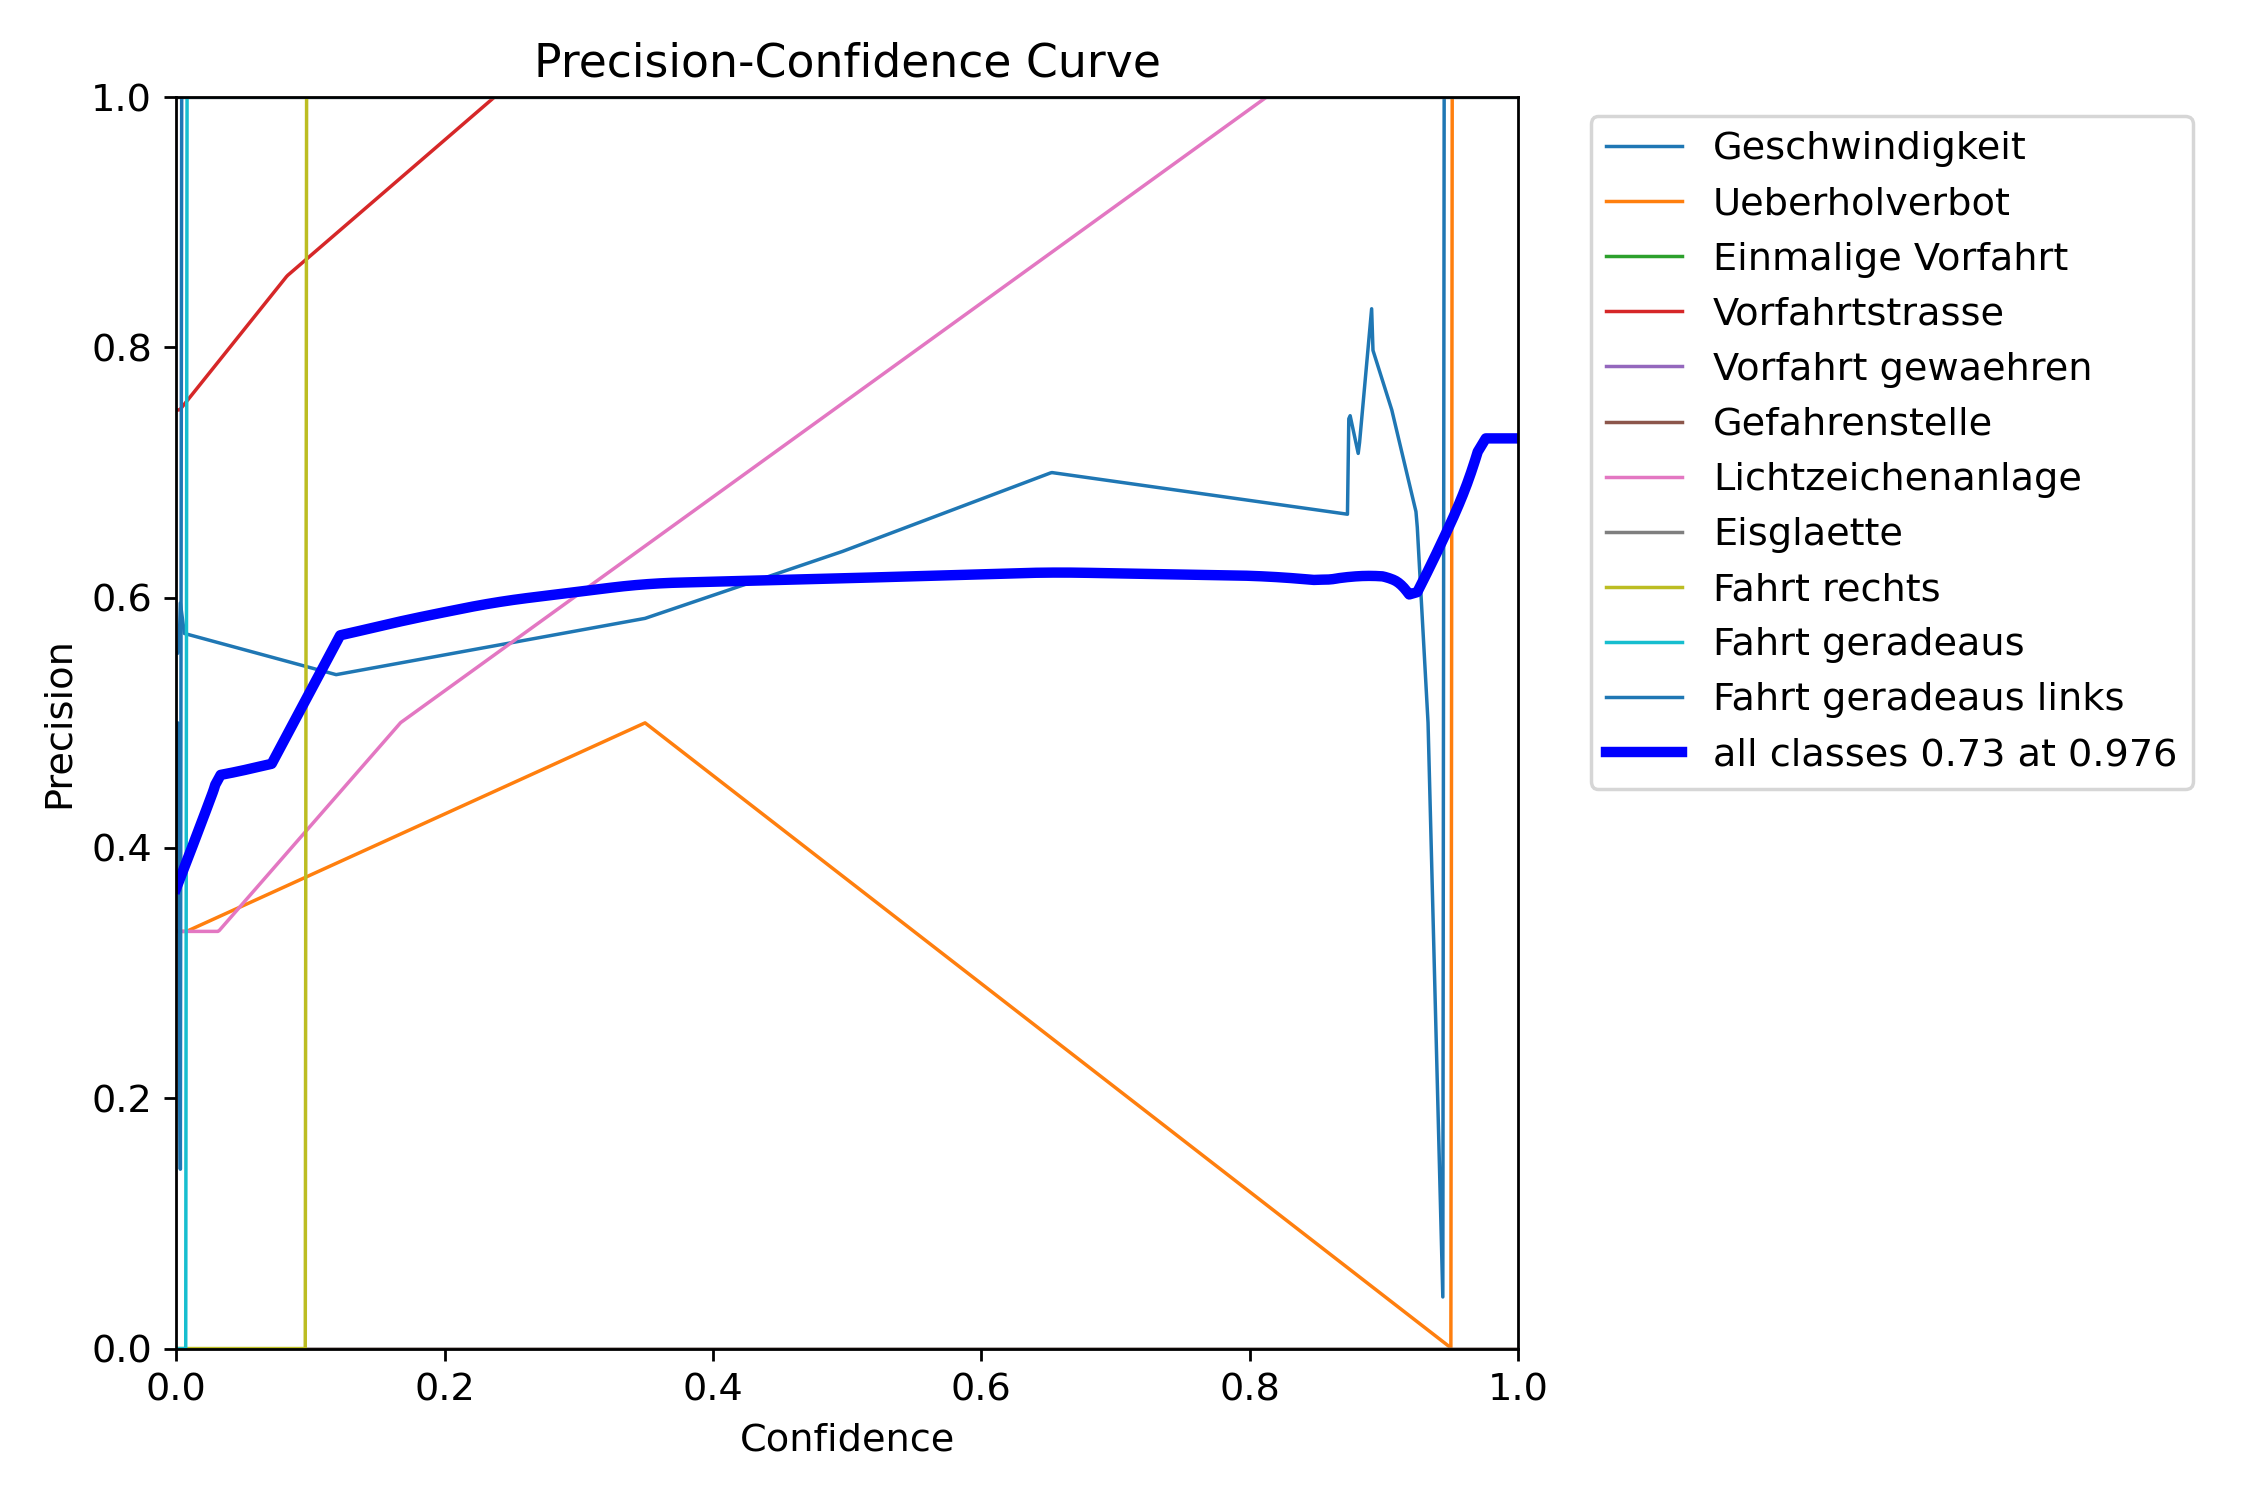 Precision-Confidence Curve
1.0
0.8
0.6
0.4
0.2
0.0
Precision
0.0 0.2 0.4 0.6 0.8 1.0
Confidence
Geschwindigkeit
Ueberholverbot
Einmalige Vorfahrt
Vorfahrtstrasse
Vorfahrt gewaehren
Gefahrenstelle
Lichtzeichenanlage
Eisglaette
Fahrt rechts
Fahrt geradeaus
Fahrt geradeaus links
all classes 0.73 at 0.976